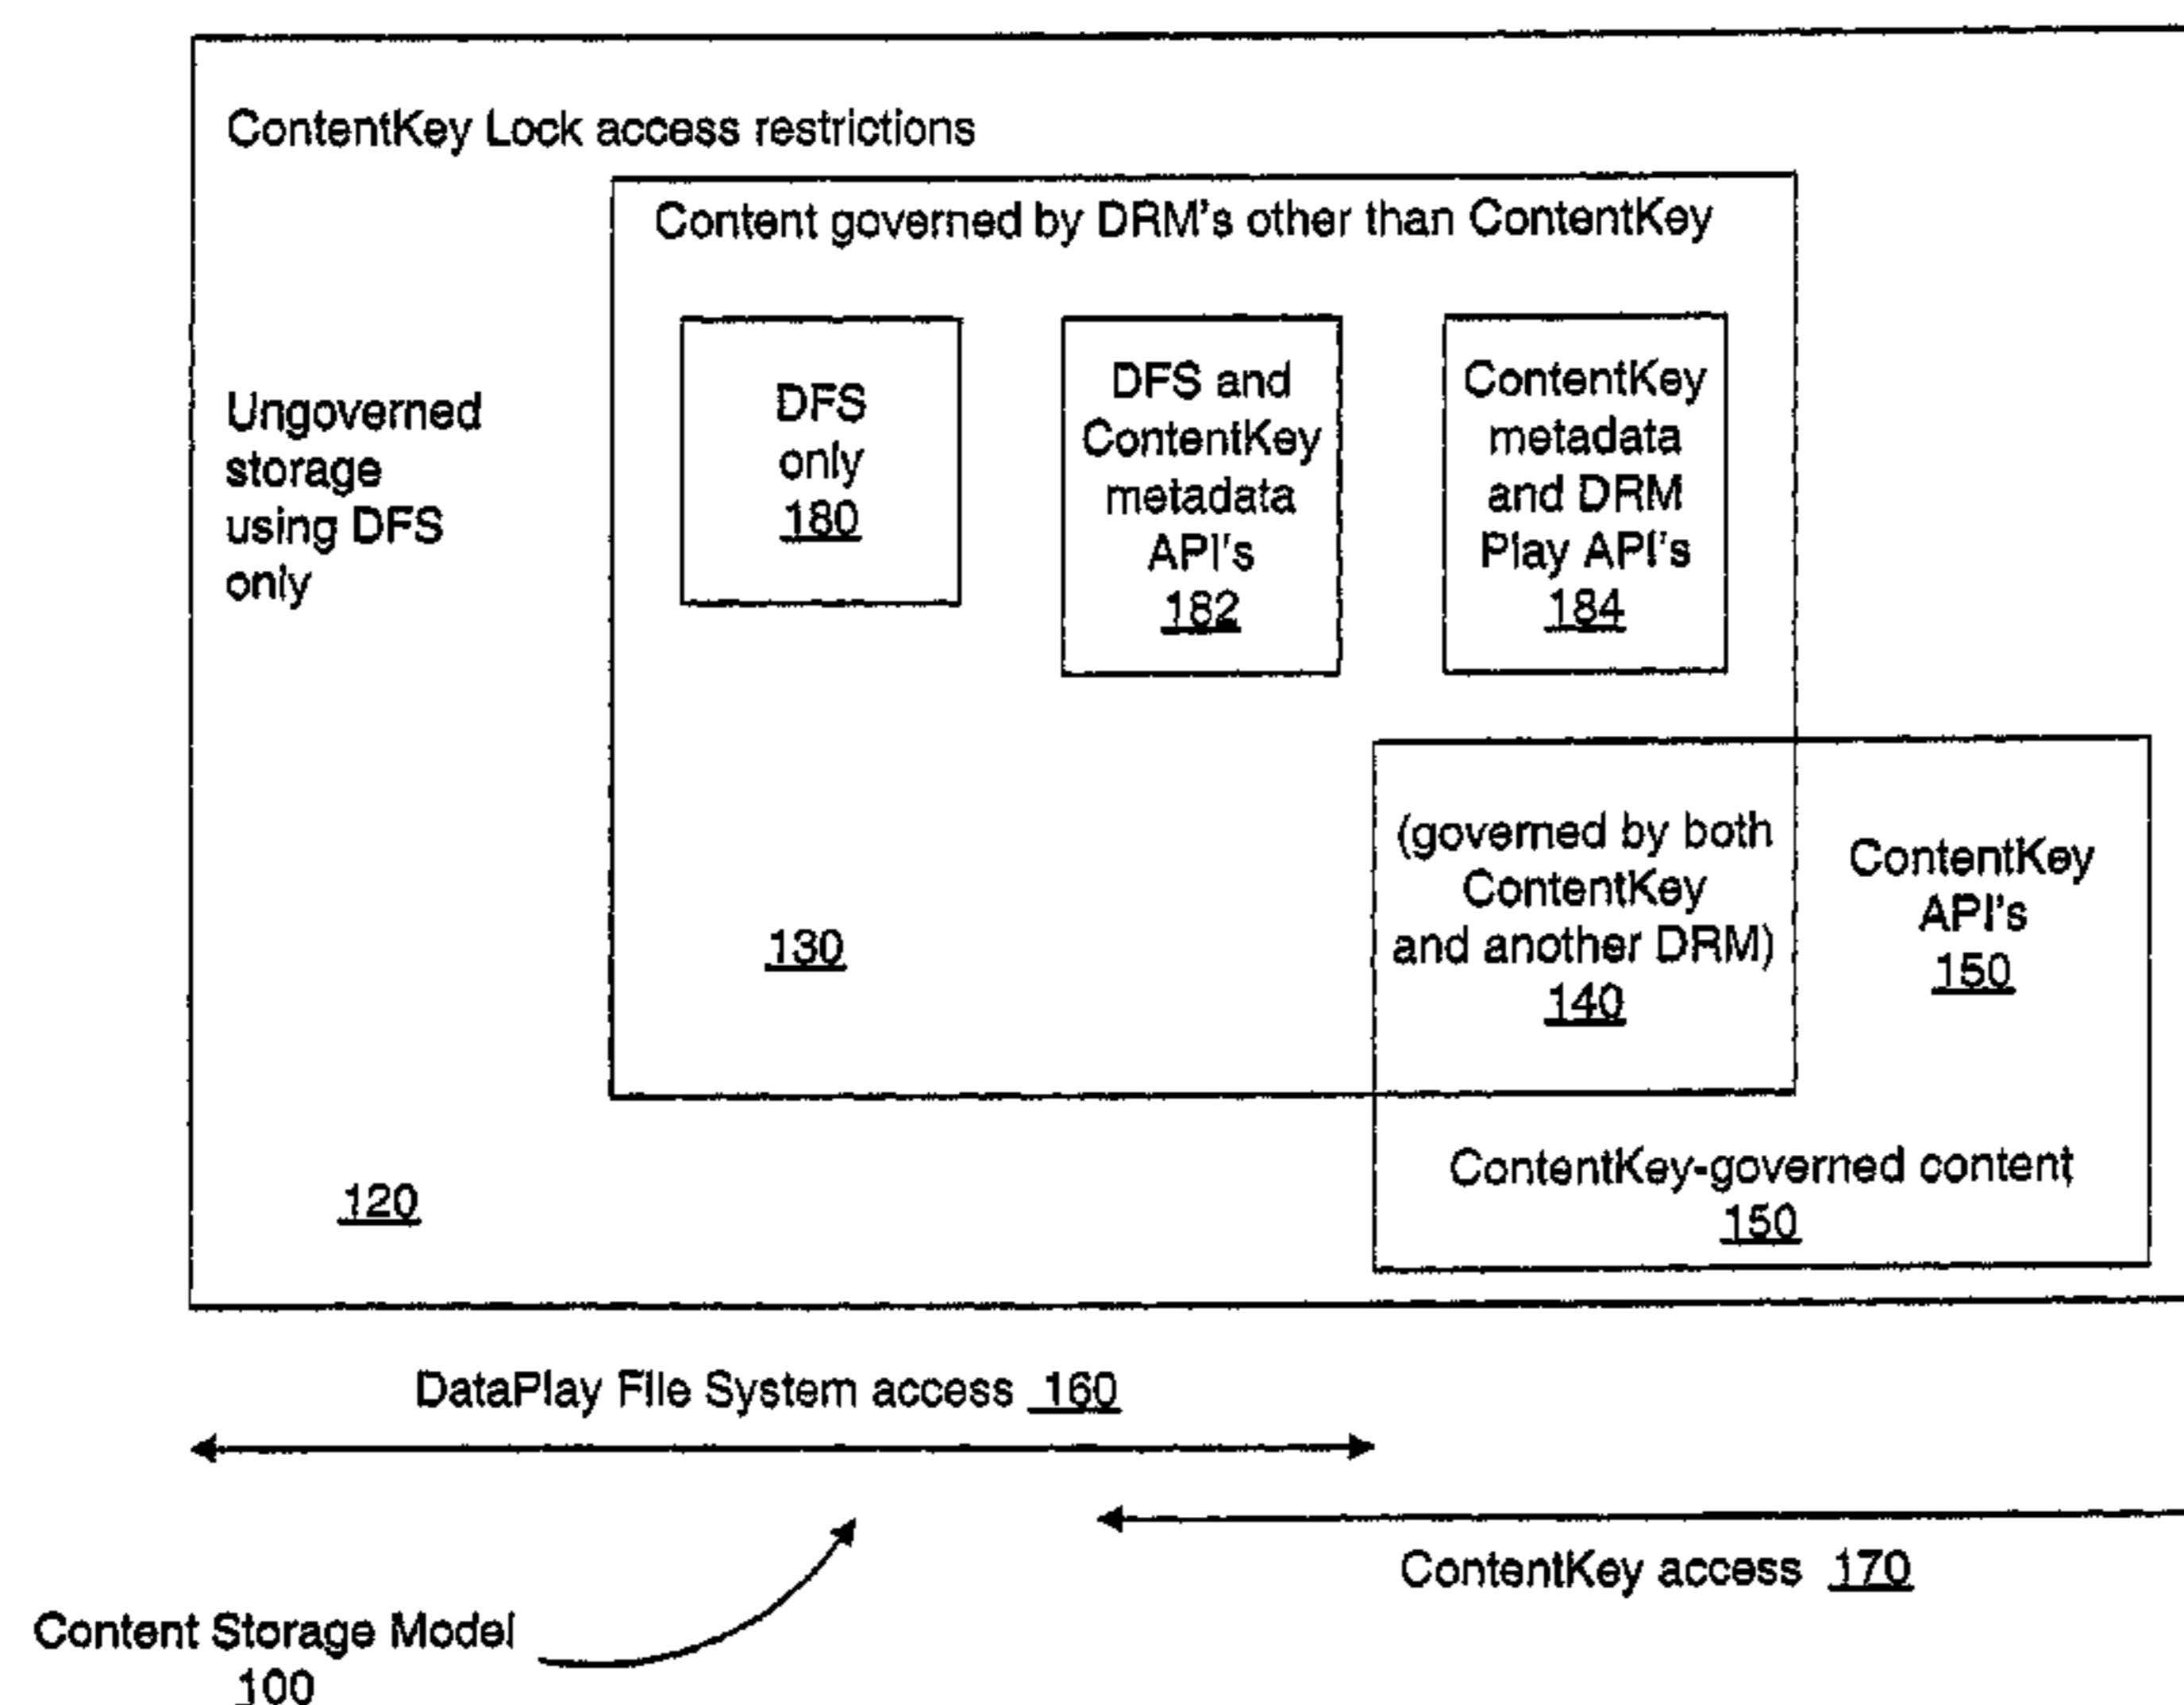 ContentKey Lock access restrictions
Content governed by DRM's other than ContentKey
Ungoverned
storage
using DFS
only
DFS
only
180
DFS and
ContentKey
metadata
API's
182
ContentKey
metadata
and DRM
Play API's
184
130
(governed by both
ContentKey
and another DRM)
140
ContentKey
API's
150
ContentKey-governed content
150
120
DataPlay File System access 160
ContentKey access 170
Content Storage Model
100